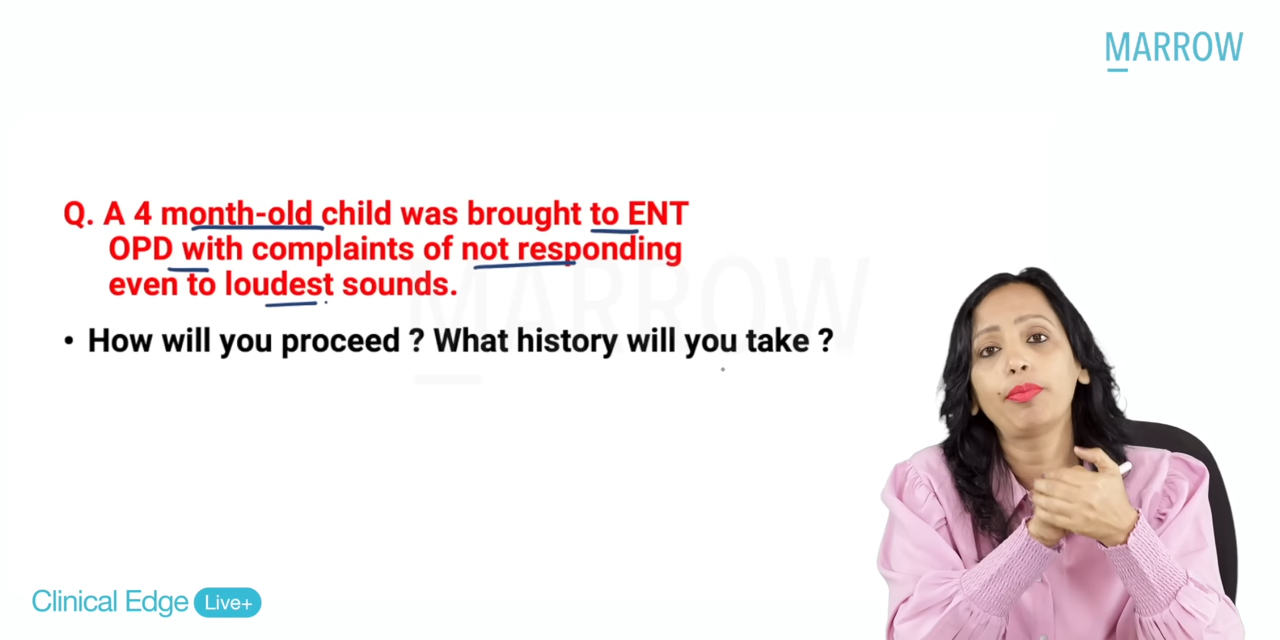 MARROW
Q. A 4 month-old child was brought to ENT
OPD with complaints of not responding
even to loudest sounds.
MARROW
• How will you proceed ? What history will you take ?
Clinical Edge Live+